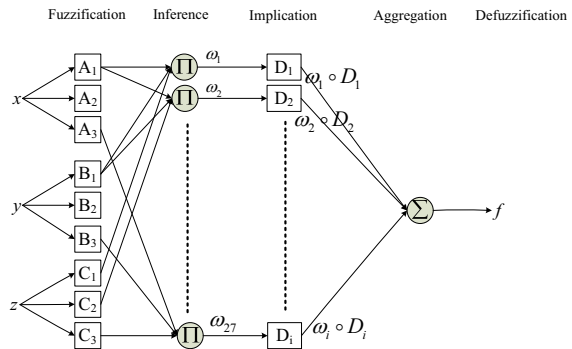 Fuzzification Inference Implication Aggregation Defuzzification
x
A1
A2
A3
y
B1
B2
B3
z
C1
C2
C3
Π ω1 D1 ω1 ∘ D1
Π ω2 D2 ω2 ∘ D2
Π ω27 Di ωi ∘ Di
Σ f